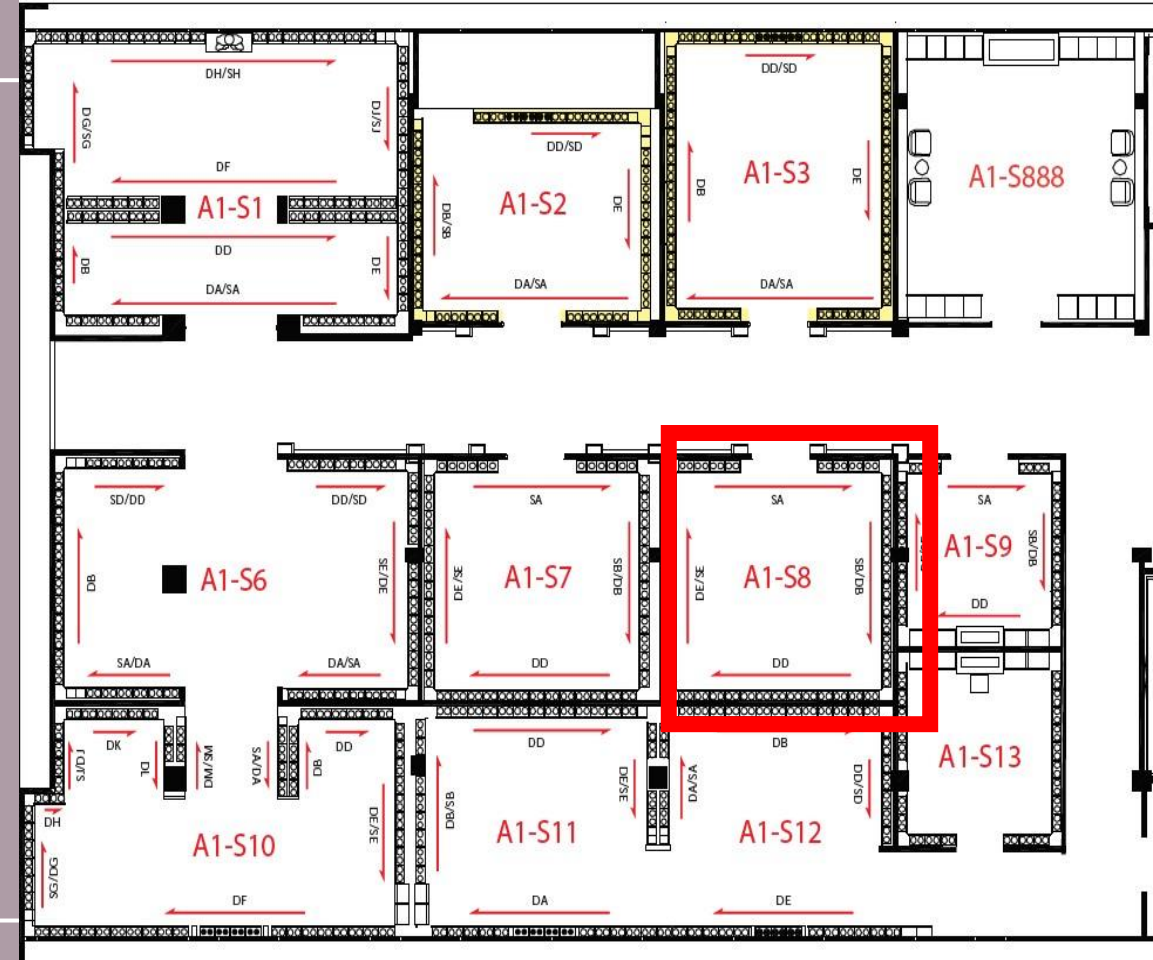 DH/SH
DG/SG
DJ/SJ
DF
A1-S1
DD
DB
DE
DA/SA
DD/SD
DB/SB
A1-S2
DE
DA/SA
DD/SD
DB
A1-S3
DE
DA/SA
A1-S888
SD/DD
DD/SD
DB
A1-S6
SE/DE
SA/DA
DA/SA
SA
DE/SE
A1-S7
SB/DB
DD
SA
DE/SE
A1-S8
SB/DB
DD
SA
A1-S9
SB/DB
DD
DK
DL
DM/SM
SA/DA
DB
DD
DH
SG/DG
A1-S10
DE/SE
DF
DD
DB/SB
A1-S11
DE/SE
DA
DB
DA/SA
A1-S12
DD/SD
DE
A1-S13